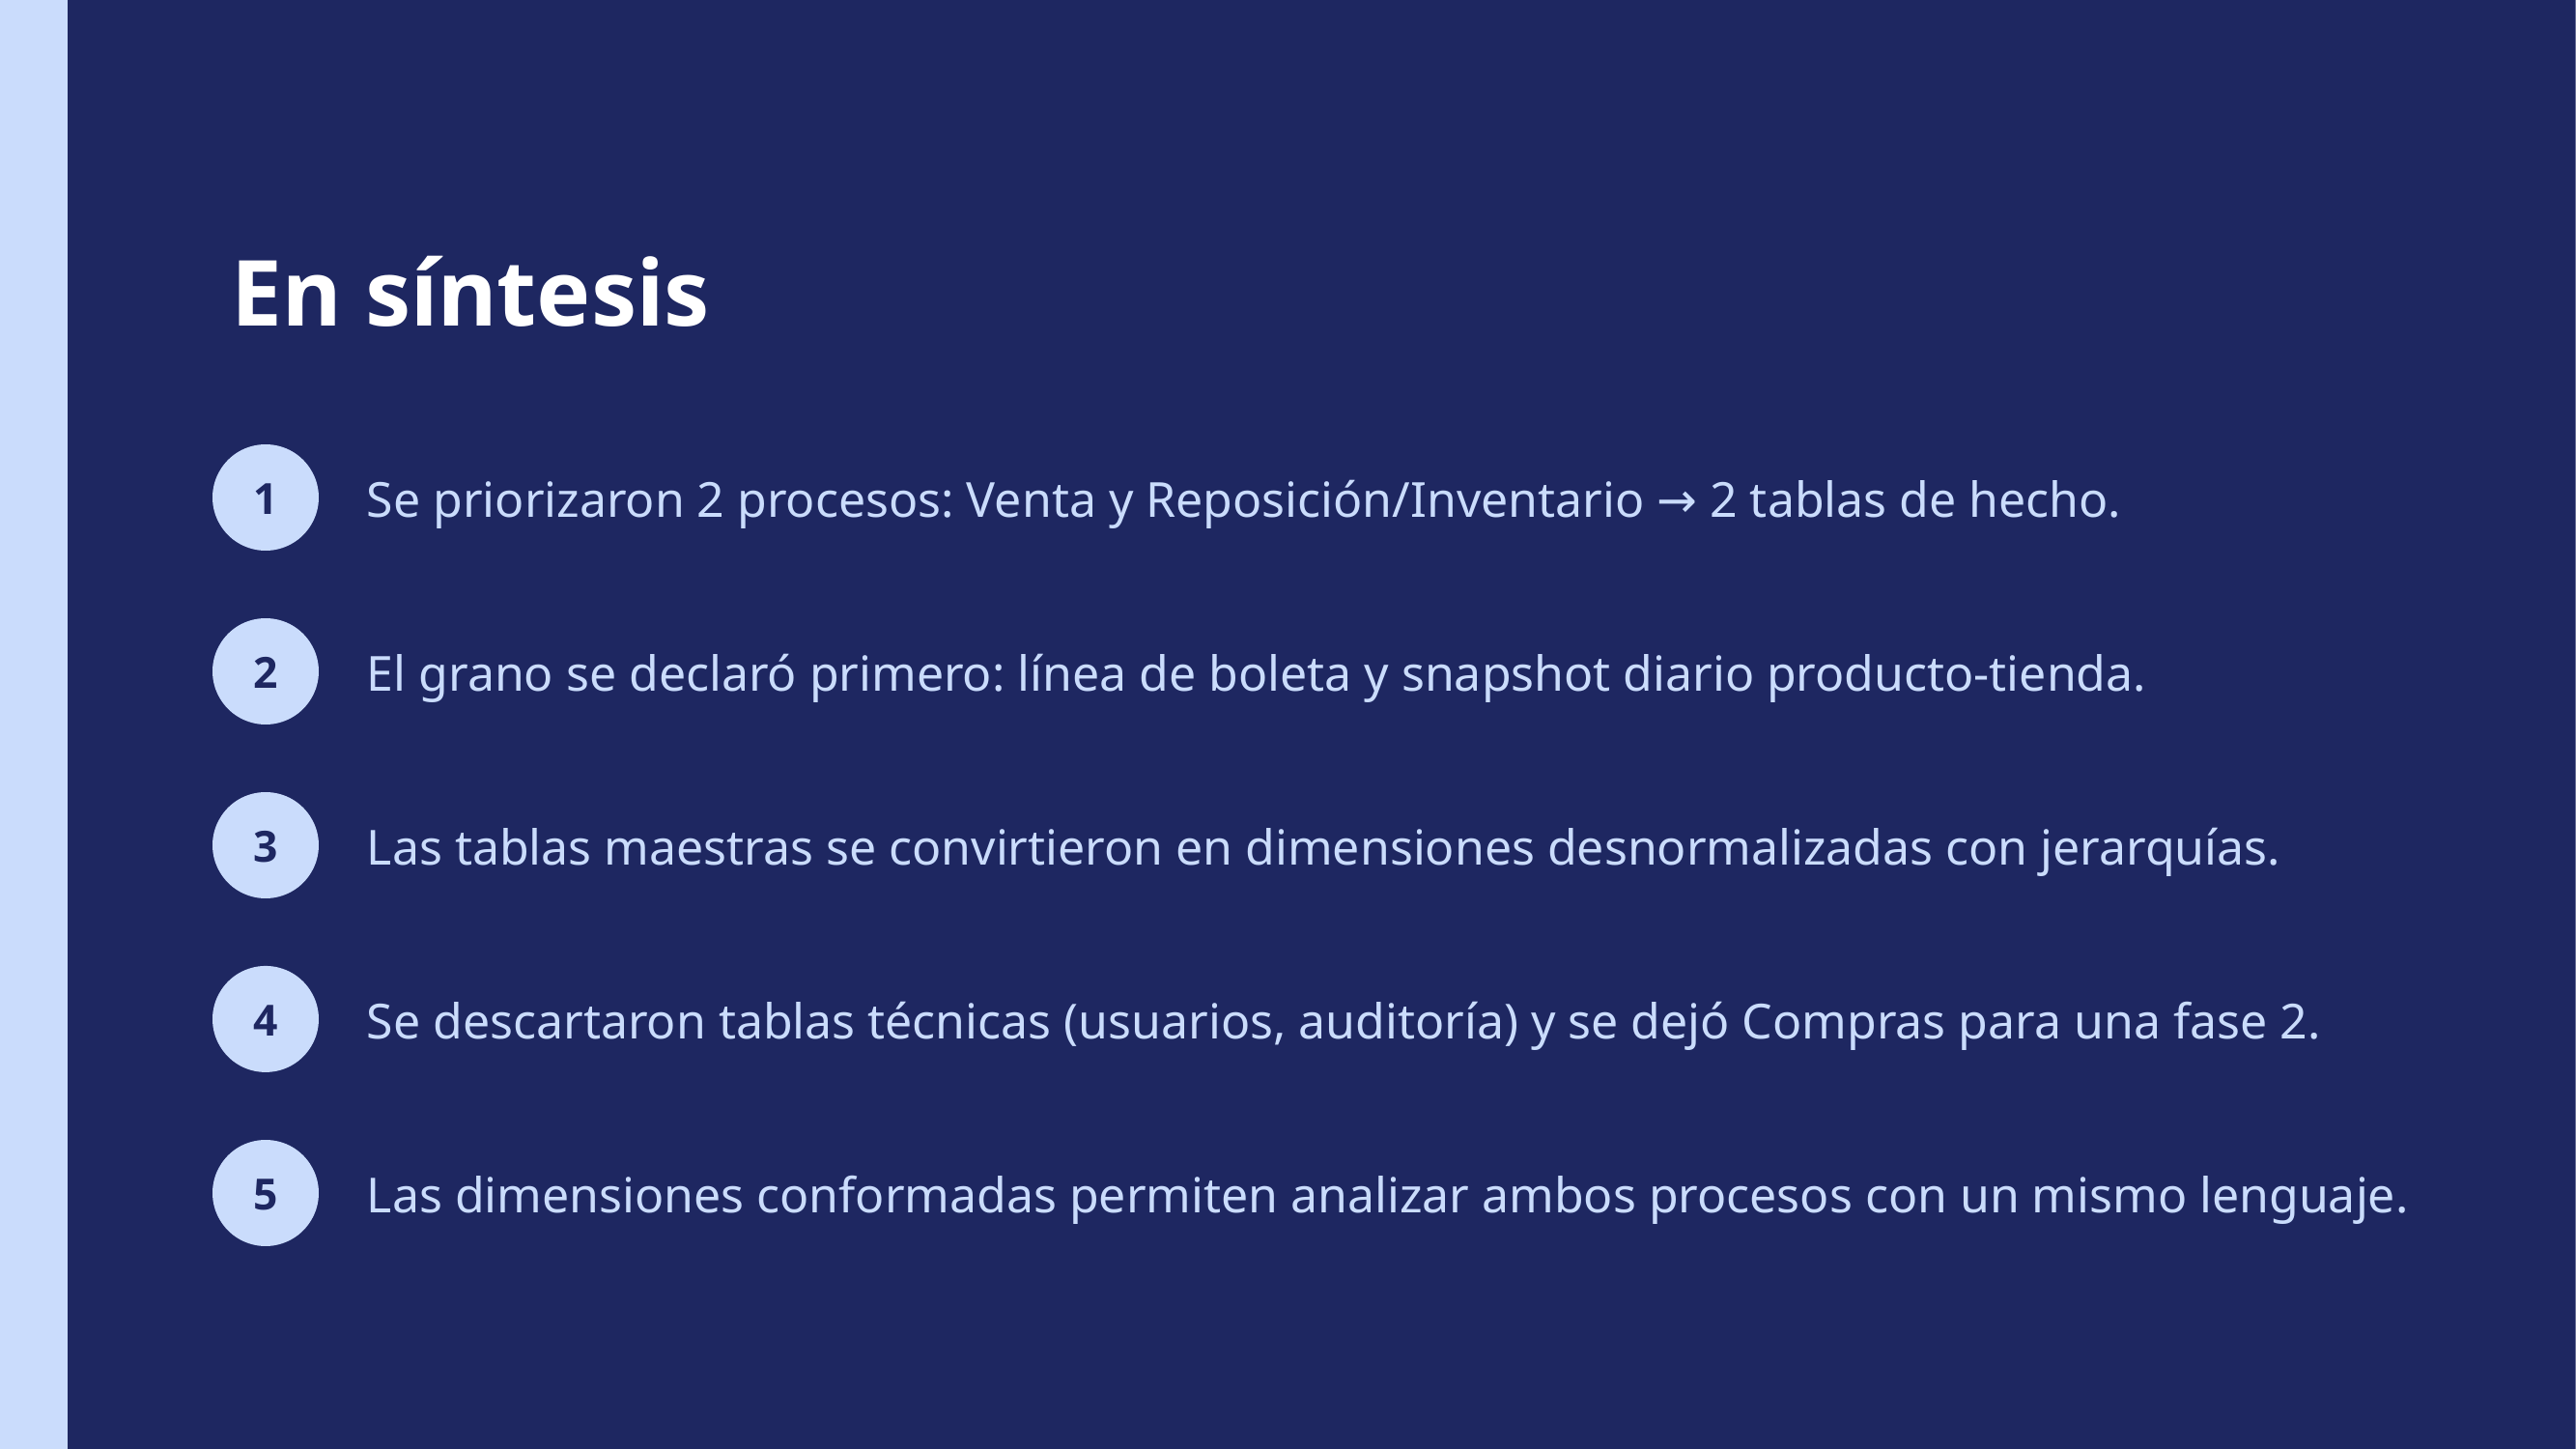 En síntesis
1 Se priorizaron 2 procesos: Venta y Reposición/Inventario → 2 tablas de hecho.
2 El grano se declaró primero: línea de boleta y snapshot diario producto-tienda.
3 Las tablas maestras se convirtieron en dimensiones desnormalizadas con jerarquías.
4 Se descartaron tablas técnicas (usuarios, auditoría) y se dejó Compras para una fase 2.
5 Las dimensiones conformadas permiten analizar ambos procesos con un mismo lenguaje.